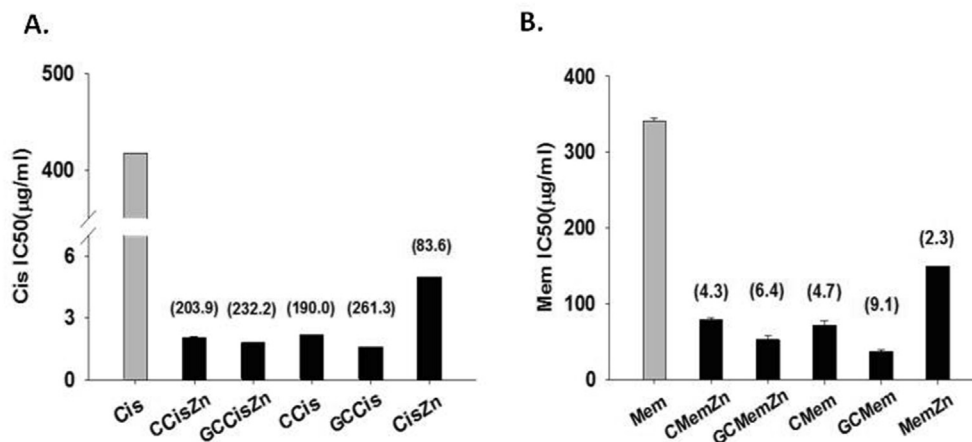 A.
Cis IC50(µg/ml)
500
400
6
3
0
(203.9)
(232.2)
(190.0)
(261.3)
(83.6)
Cis
CCisZn
GCCisZn
CCis
GCCis
CisZn
B.
Mem IC50(µg/ml)
400
300
200
100
0
(4.3)
(6.4)
(4.7)
(9.1)
(2.3)
Mem
CMemZn
GCMemZn
CMem
GCMem
MemZn